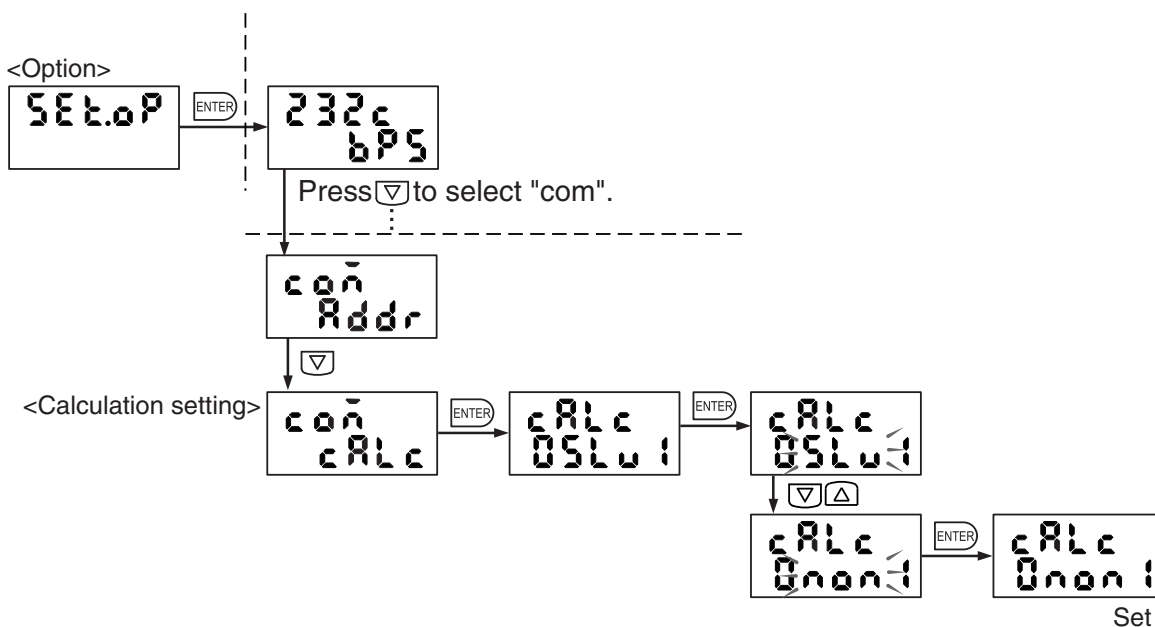 <Option>
SEt.oP
ENTER
232c
bPS
Press ▽ to select "com".
com
Addr
▽
<Calculation setting>
com
cALc
ENTER
cALc
0SLv1
ENTER
cALc
0SLv1
▽ △
cALc
0non1
ENTER
cALc
0non1
Set